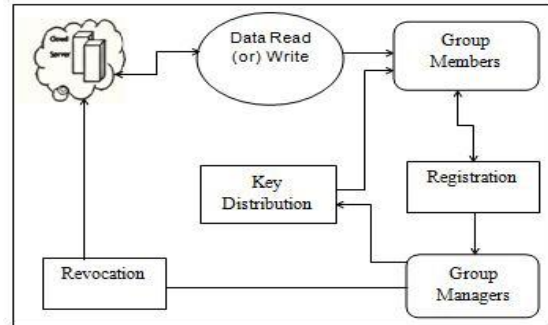 Cloud
Server
Data Read
(or) Write
Group
Members
Key
Distribution
Registration
Revocation
Group
Managers